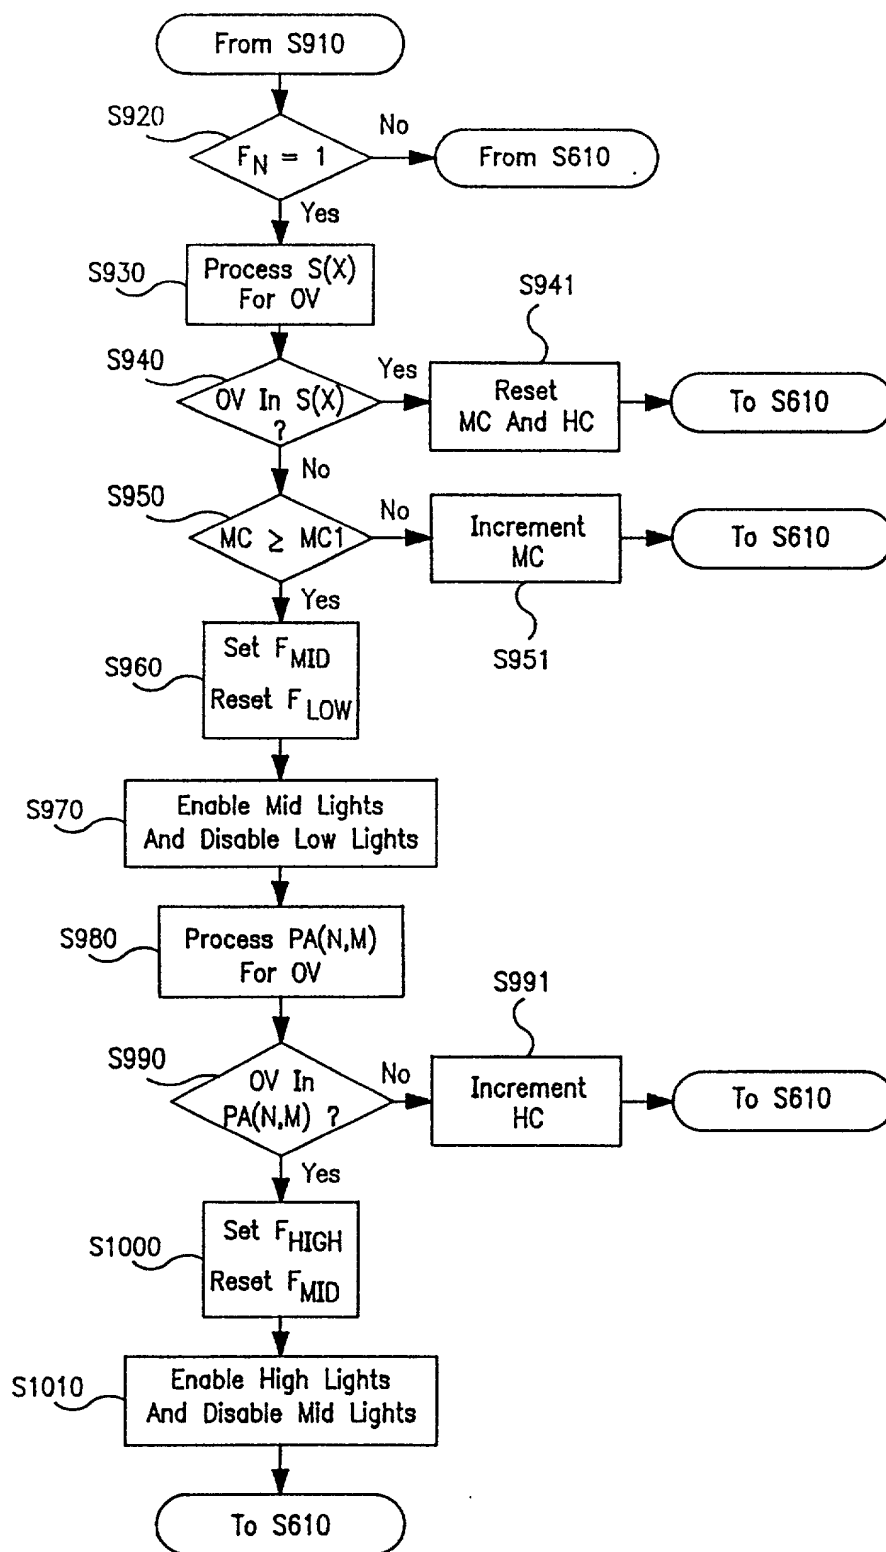 From S910
S920
F_N = 1
No
From S610
Yes
S930
Process S(X)
For OV
S941
S940
OV In S(X)
?
Yes
Reset
MC And HC
To S610
No
S950
MC ≥ MC1
No
Increment
MC
To S610
S951
Yes
S960
Set F_MID
Reset F_LOW
S970
Enable Mid Lights
And Disable Low Lights
S980
Process PA(N,M)
For OV
S991
S990
OV In
PA(N,M) ?
No
Increment
HC
To S610
Yes
S1000
Set F_HIGH
Reset F_MID
S1010
Enable High Lights
And Disable Mid Lights
To S610